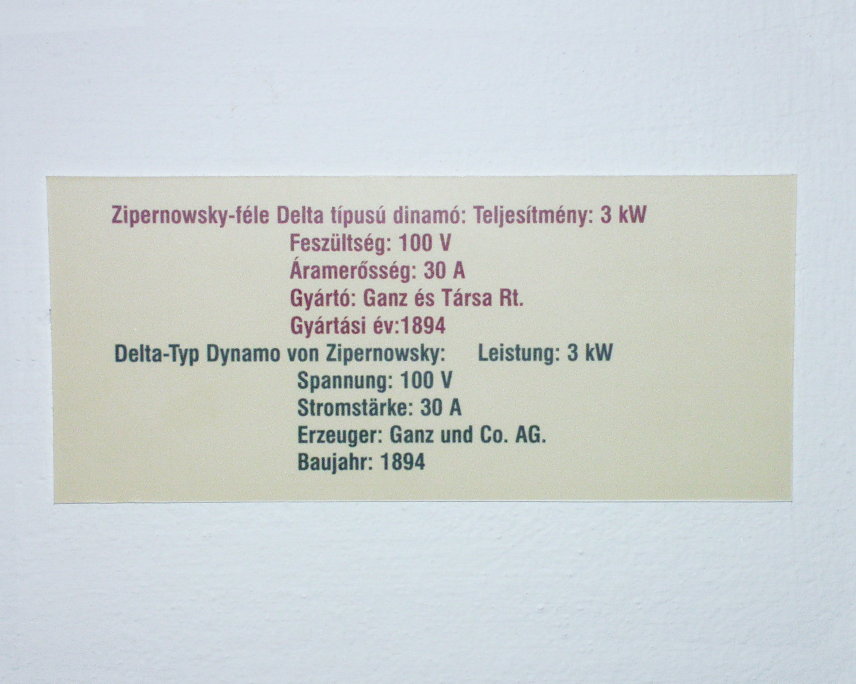 Zipernowsky-féle Delta típusú dinamó: Teljesítmény: 3 kW
Feszültség: 100 V
Áramerősség: 30 A
Gyártó: Ganz és Társa Rt.
Gyártási év:1894
Delta-Typ Dynamo von Zipernowsky: Leistung: 3 kW
Spannung: 100 V
Stromstärke: 30 A
Erzeuger: Ganz und Co. AG.
Baujahr: 1894